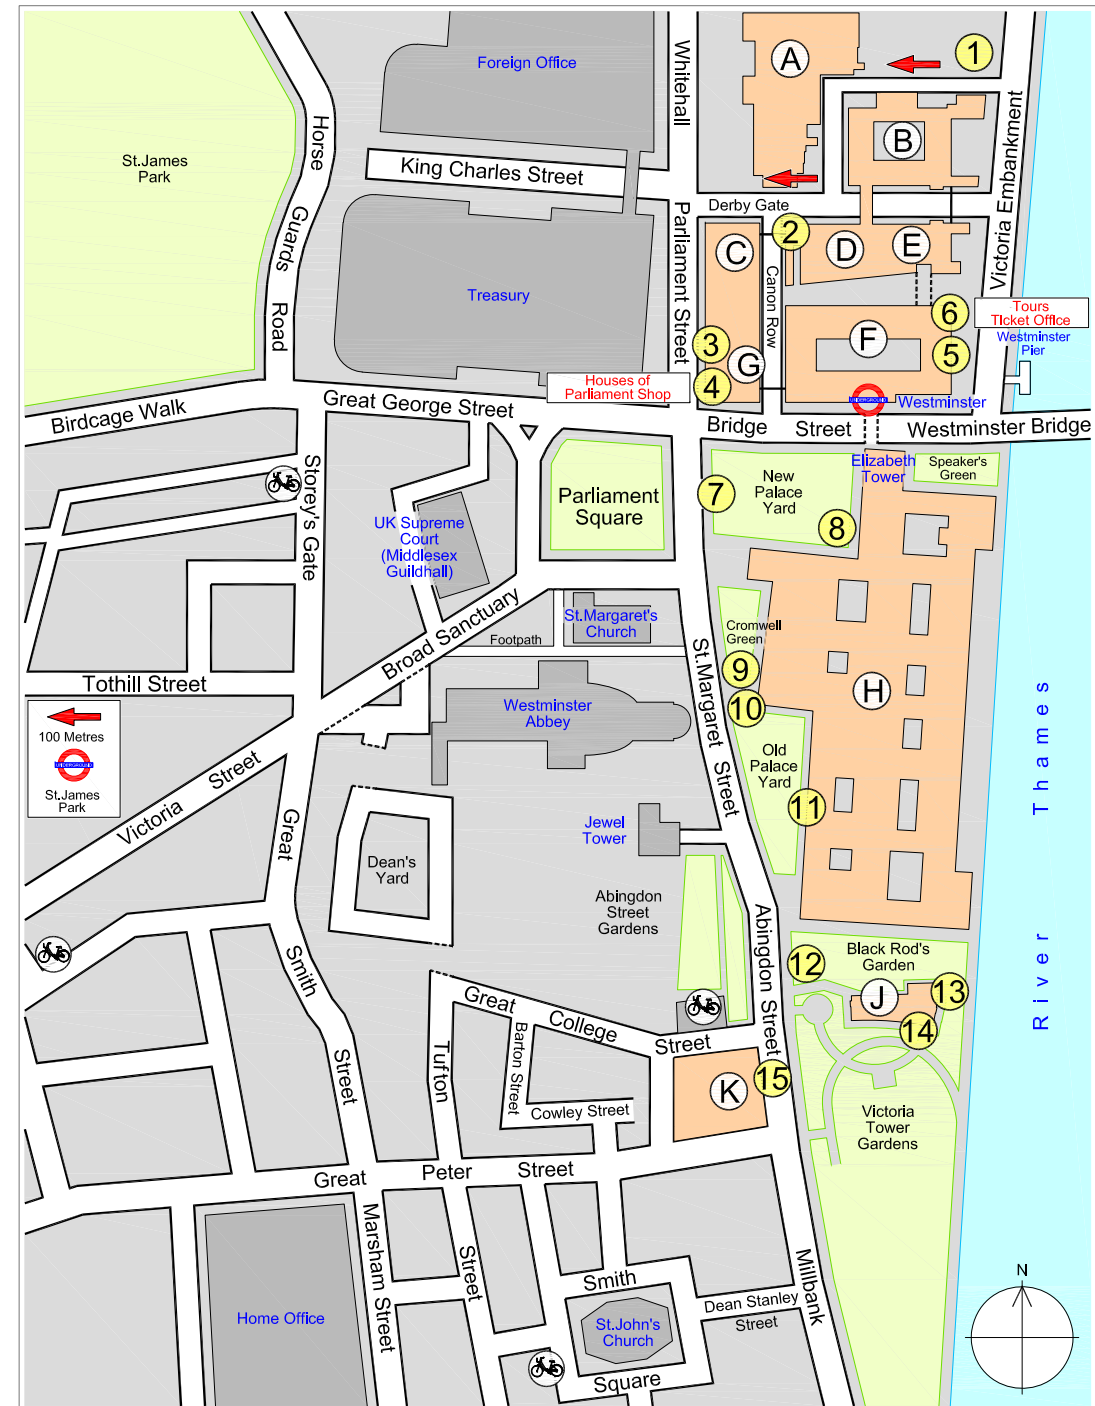 Foreign Office
Whitehall
A
1
St.James
Park
Horse
Guards
Road
King Charles Street
B
Victoria Embankment
Derby Gate
Parliament Street
C
2
D
E
Treasury
Canon Row
6
Tours
TIcket Office
Westminster
Pier
3
F
5
G
4
Houses of
Parliament Shop
Westminster
Birdcage Walk
Great George Street
Bridge
Street
Westminster Bridge
Storey's Gate
Parliament
Square
7
New
Palace
Yard
8
Elizabeth
Tower
Speaker's
Green
UK Supreme
Court
(Middlesex
Guildhall)
Broad Sanctuary
Footpath
St.Margaret's
Church
Cromwell
Green
9
10
H
Tothill Street
100 Metres
St.James
Park
Westminster
Abbey
St.Margaret Street
Old
Palace
Yard
11
River Thames
Victoria
Street
Great
Smith
Street
Dean's
Yard
Jewel
Tower
Abingdon
Street
Gardens
Abingdon Street
12
Black Rod's
Garden
J
13
14
Great
College
Street
Barton Street
Tufton
Street
Cowley Street
K
15
Victoria
Tower
Gardens
Great
Peter
Street
Marsham Street
Home Office
Smith
Square
St.John's
Church
Dean Stanley
Street
Millbank
N